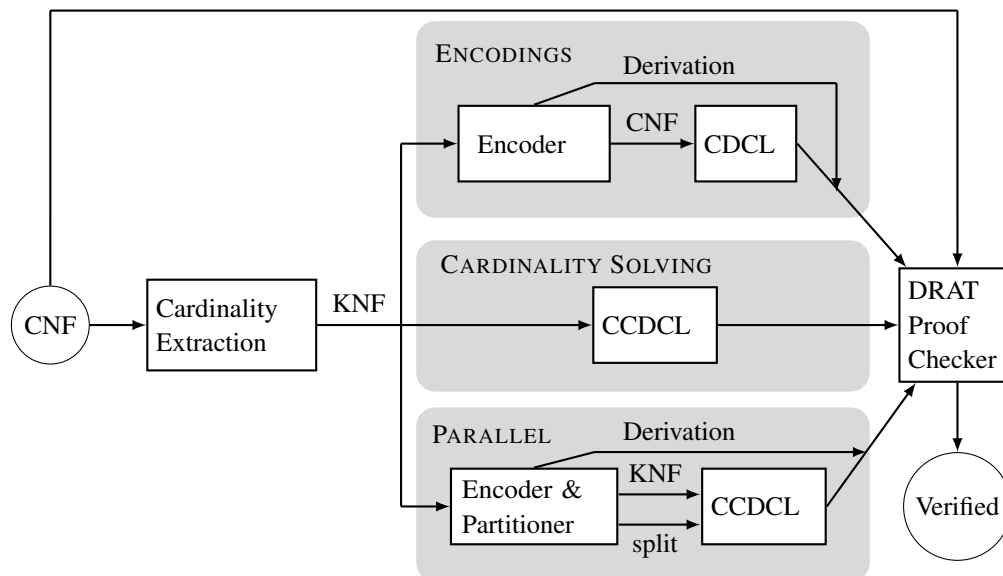 ENCODINGS
Derivation
Encoder
CNF
CDCL
CARDINALITY SOLVING
CNF
Cardinality
Extraction
KNF
CCDCL
DRAT
Proof
Checker
PARALLEL
Derivation
Encoder &
Partitioner
KNF
split
CCDCL
Verified